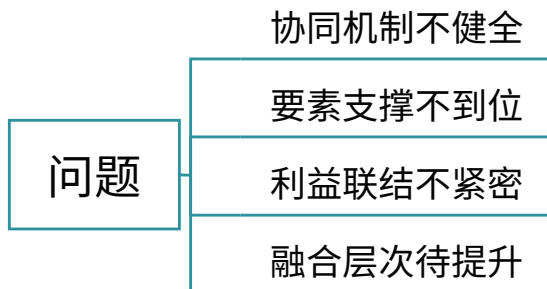 协同机制不健全
要素支撑不到位
问题
利益联结不紧密
融合层次待提升